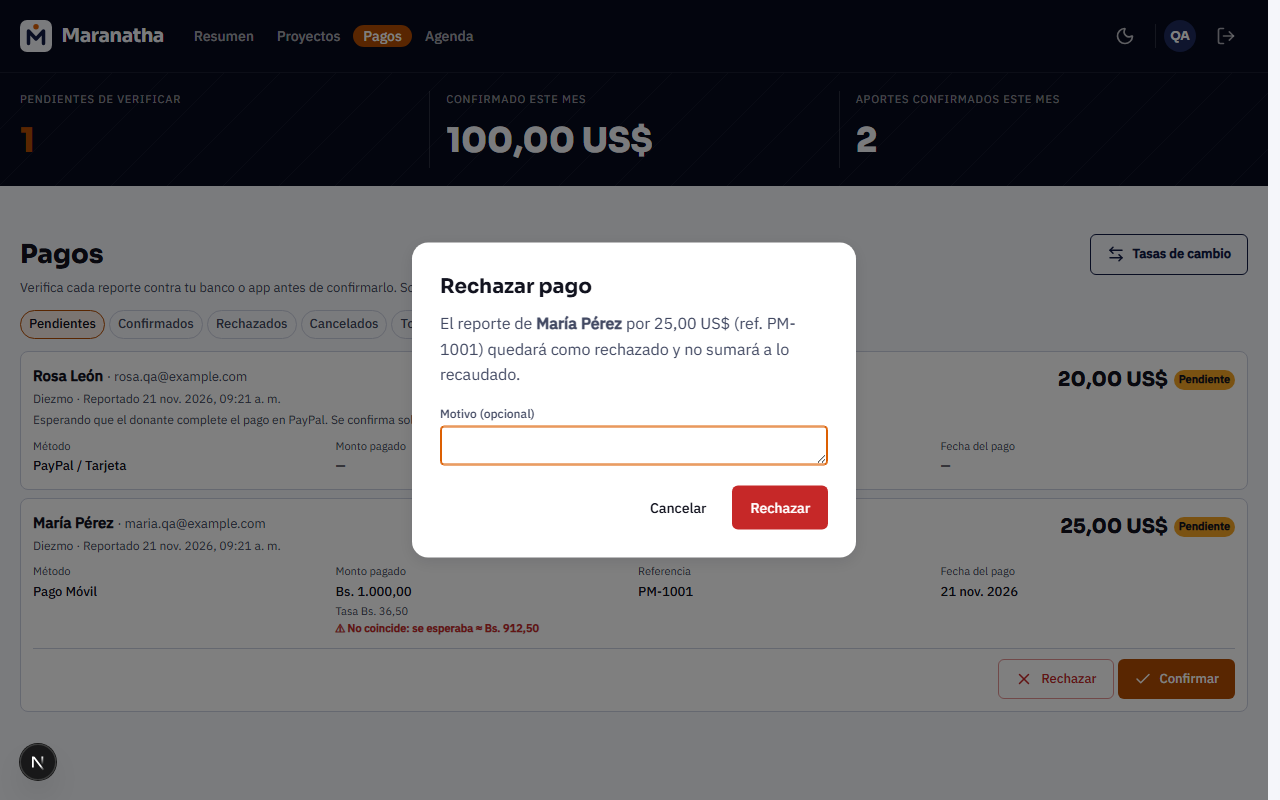 Maranatha
Resumen
Proyectos
Pagos
Agenda
QA
PENDIENTES DE VERIFICAR
1
CONFIRMADO ESTE MES
100,00 US$
APORTES CONFIRMADOS ESTE MES
2
Pagos
Tasas de cambio
Verifica cada reporte contra tu banco o app antes de confirmarlo.
Pendientes
Confirmados
Rechazados
Cancelados
Rosa León · rosa.qa@example.com
20,00 US$ Pendiente
Diezmo · Reportado 21 nov. 2026, 09:21 a. m.
Esperando que el donante complete el pago en PayPal. Se confirma
Método
Monto pagado
Fecha del pago
PayPal / Tarjeta
—
—
María Pérez · maria.qa@example.com
25,00 US$ Pendiente
Diezmo · Reportado 21 nov. 2026, 09:21 a. m.
Método
Monto pagado
Referencia
Fecha del pago
Pago Móvil
Bs. 1.000,00
PM-1001
21 nov. 2026
Tasa Bs. 36,50
⚠ No coincide: se esperaba ≈ Bs. 912,50
Rechazar
Confirmar
Rechazar pago
El reporte de María Pérez por 25,00 US$ (ref. PM-
1001) quedará como rechazado y no sumará a lo
recaudado.
Motivo (opcional)
Cancelar
Rechazar
N